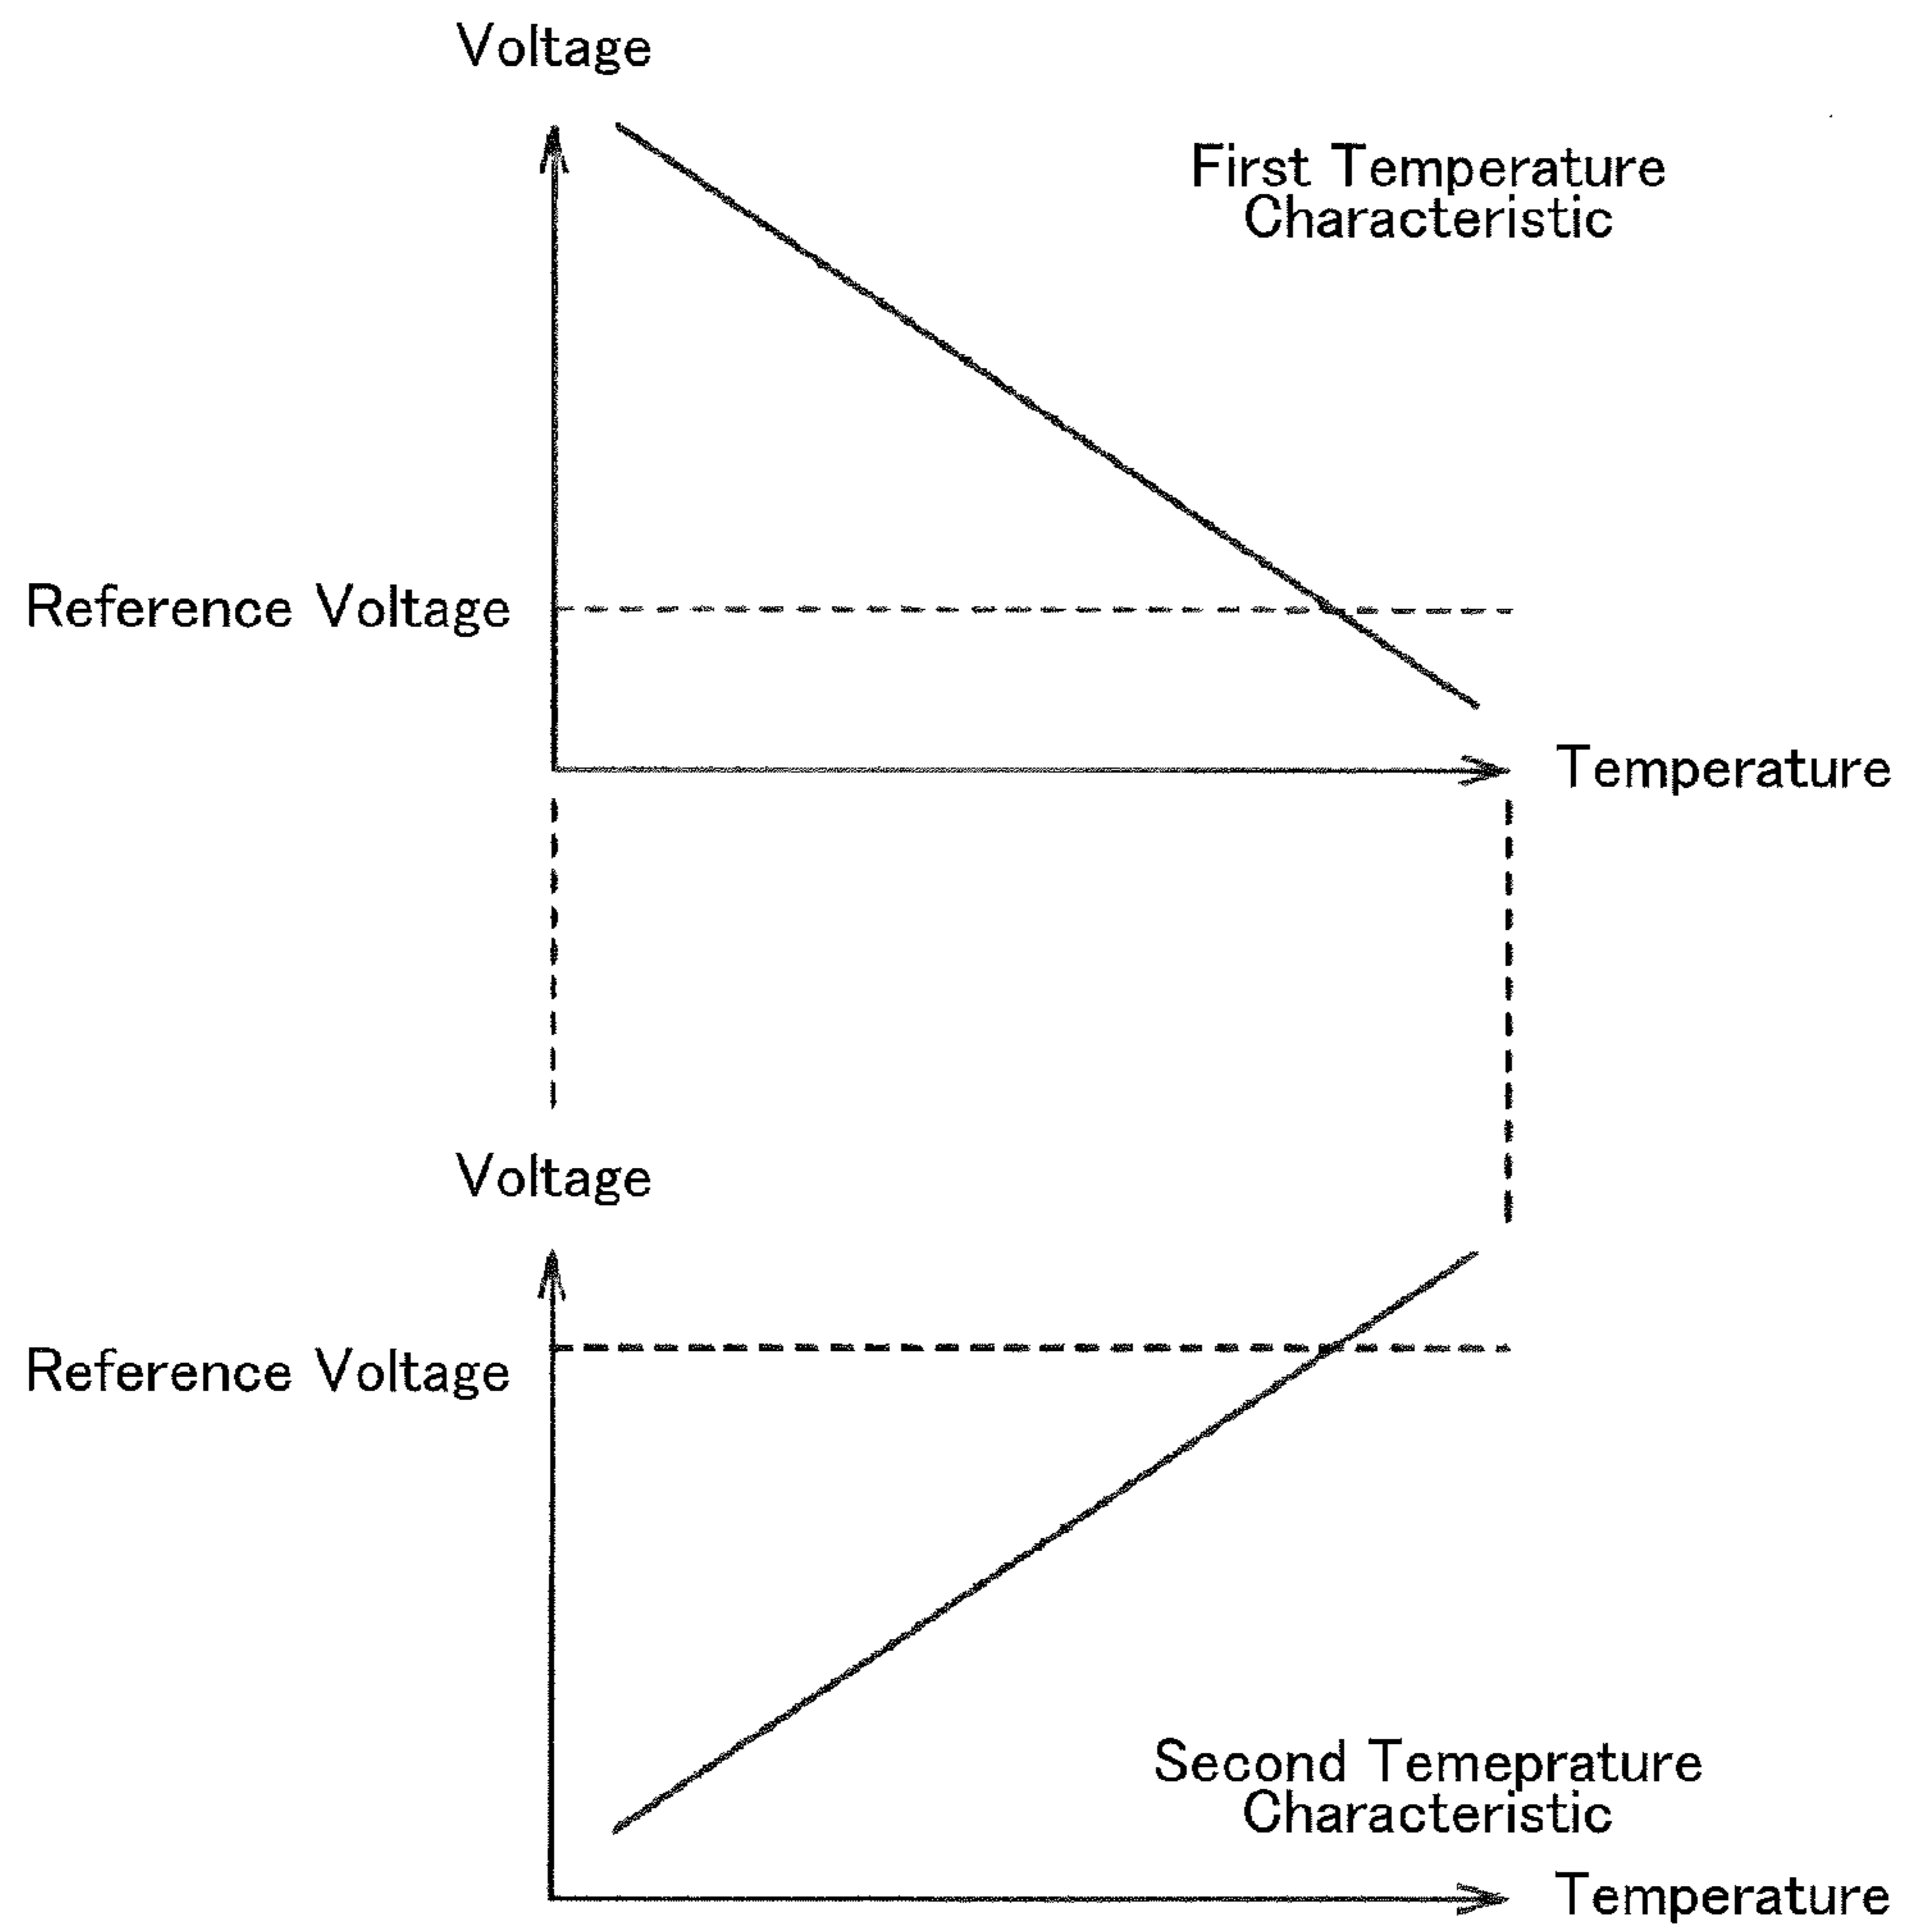 Voltage
First Temperature
Characteristic
Reference Voltage
Temperature
Voltage
Reference Voltage
Second Temeprature
Characteristic
Temperature